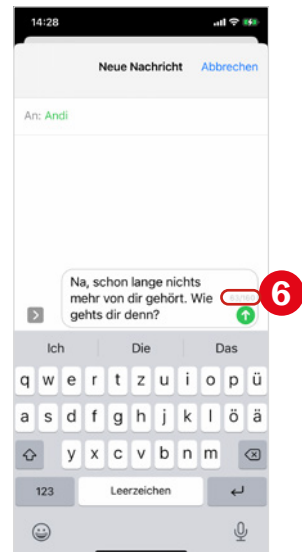 14:28
Neue Nachricht Abbrechen
An: Andi
Na, schon lange nichts
mehr von dir gehört. Wie
gehts dir denn?
6
Ich Die Das
q w e r t z u i o p ü
a s d f g h j k l ö ä
y x c v b n m
123 Leerzeichen